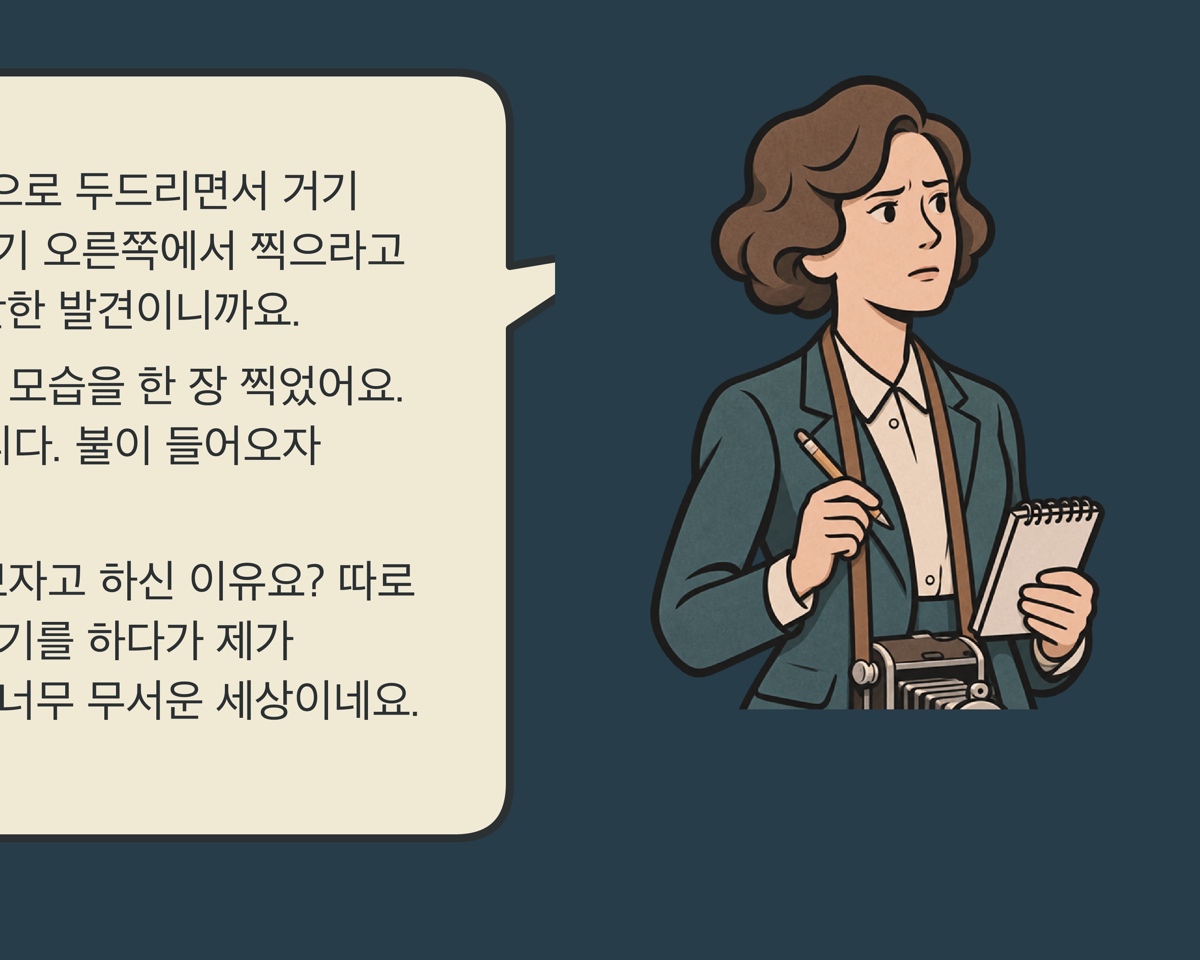 으로 두드리면서 거기
기 오른쪽에서 찍으라고
한 발견이니까요.
모습을 한 장 찍었어요.
다. 불이 들어오자
자고 하신 이유요? 따로
기를 하다가 제가
너무 무서운 세상이네요.